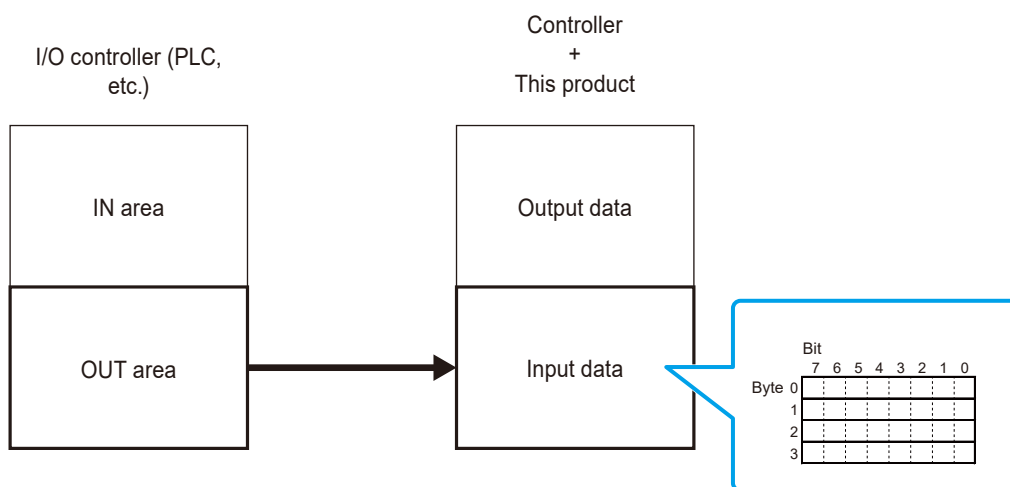 I/O controller (PLC,
etc.)
Controller
+
This product
IN area
Output data
OUT area
Input data
Bit
7 6 5 4 3 2 1 0
Byte 0
1
2
3